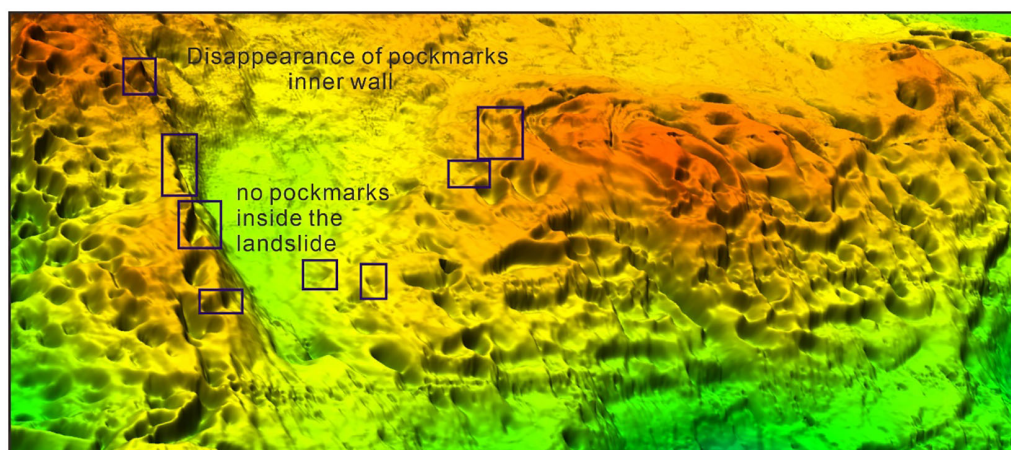 Disappearance of pockmarks
inner wall
no pockmarks
inside the
landslide